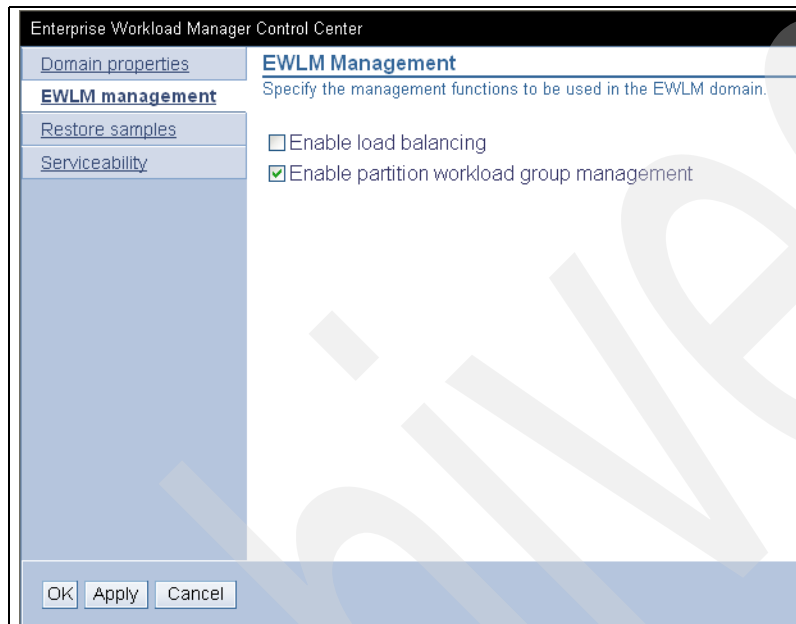 Enterprise Workload Manager Control Center
Domain properties
EWLM management
Restore samples
Serviceability
EWLM Management
Specify the management functions to be used in the EWLM domain.
Enable load balancing
Enable partition workload group management
OK Apply Cancel